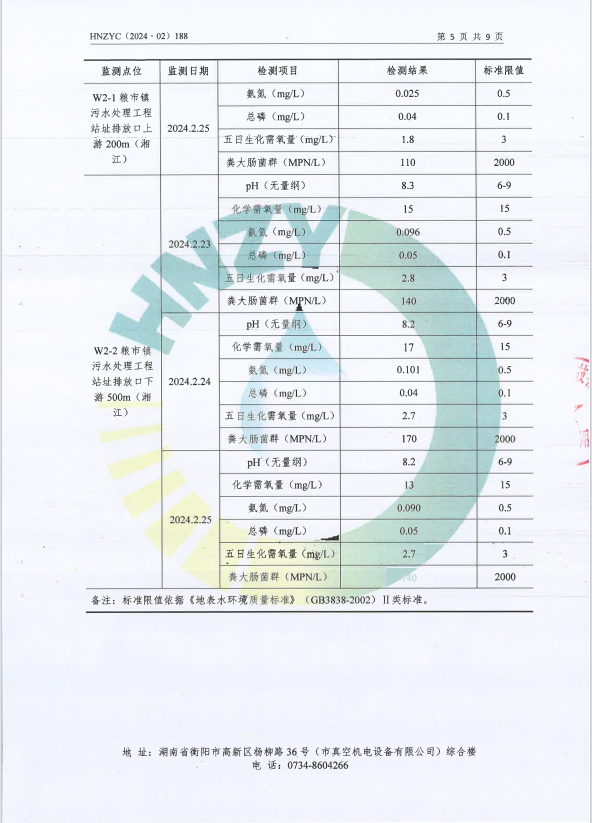 HNZYC（2024·02）188 第 5 页 共 9 页
监测点位 监测日期 检测项目 检测结果 标准限值
W2-1 粮市镇
污水处理工程
站址排放口上
游 200m（湘
江）
2024.2.25
氨氮（mg/L） 0.025 0.5
总磷（mg/L） 0.04 0.1
五日生化需氧量（mg/L） 1.8 3
粪大肠菌群（MPN/L） 110 2000
W2-2 粮市镇
污水处理工程
站址排放口下
游 500m（湘
江）
2024.2.23
pH（无量纲） 8.3 6-9
化学需氧量（mg/L） 15 15
氨氮（mg/L） 0.096 0.5
总磷（mg/L） 0.05 0.1
五日生化需氧量（mg/L） 2.8 3
粪大肠菌群（MPN/L） 140 2000
2024.2.24
pH（无量纲） 8.2 6-9
化学需氧量（mg/L） 17 15
氨氮（mg/L） 0.101 0.5
总磷（mg/L） 0.04 0.1
五日生化需氧量（mg/L） 2.7 3
粪大肠菌群（MPN/L） 170 2000
2024.2.25
pH（无量纲） 8.2 6-9
化学需氧量（mg/L） 13 15
氨氮（mg/L） 0.090 0.5
总磷（mg/L） 0.05 0.1
五日生化需氧量（mg/L） 2.7 3
粪大肠菌群（MPN/L） 2000
备注：标准限值依据《地表水环境质量标准》（GB3838-2002）Ⅱ类标准。
HNZY
地 址：湖南省衡阳市高新区杨柳路 36 号（市真空机电设备有限公司）综合楼
电 话：0734-8604266